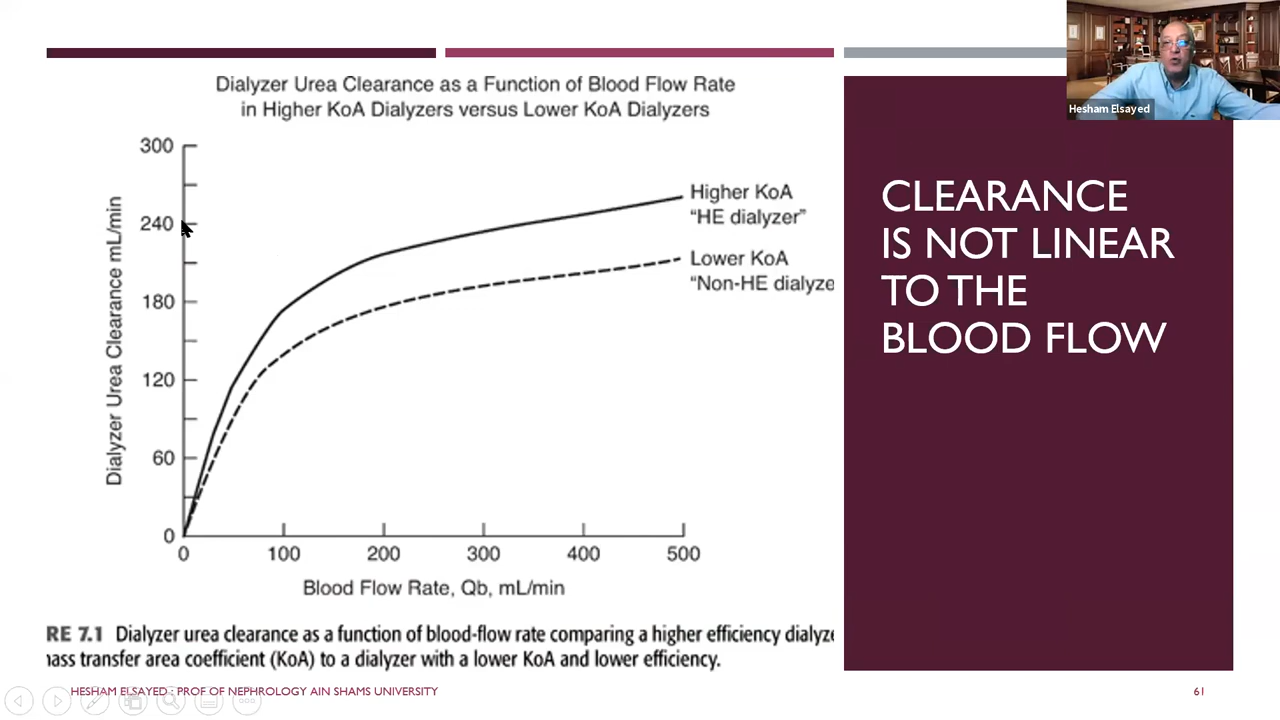 Hesham Elsayed
Dialyzer Urea Clearance as a Function of Blood Flow Rate
in Higher KoA Dialyzers versus Lower KoA Dialyzers
Dialyzer Urea Clearance mL/min
300
240
180
120
60
0
Higher KoA
“HE dialyzer”
Lower KoA
“Non-HE dialyze
0 100 200 300 400 500
Blood Flow Rate, Qb, mL/min
RE 7.1 Dialyzer urea clearance as a function of blood-flow rate comparing a higher efficiency dialyze
nass transfer area coefficient (KoA) to a dialyzer with a lower KoA and lower efficiency.
CLEARANCE
IS NOT LINEAR
TO THE
BLOOD FLOW
HESHAM ELSAYED : PROF OF NEPHROLOGY AIN SHAMS UNIVERSITY
61